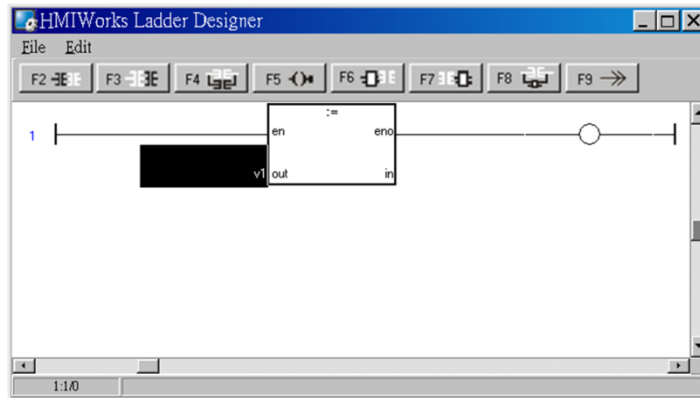 HMIWorks Ladder Designer
File Edit
F2 F3 F4 F5 F6 F7 F8 F9
:=
1 en eno
v1 out in
1:1/0